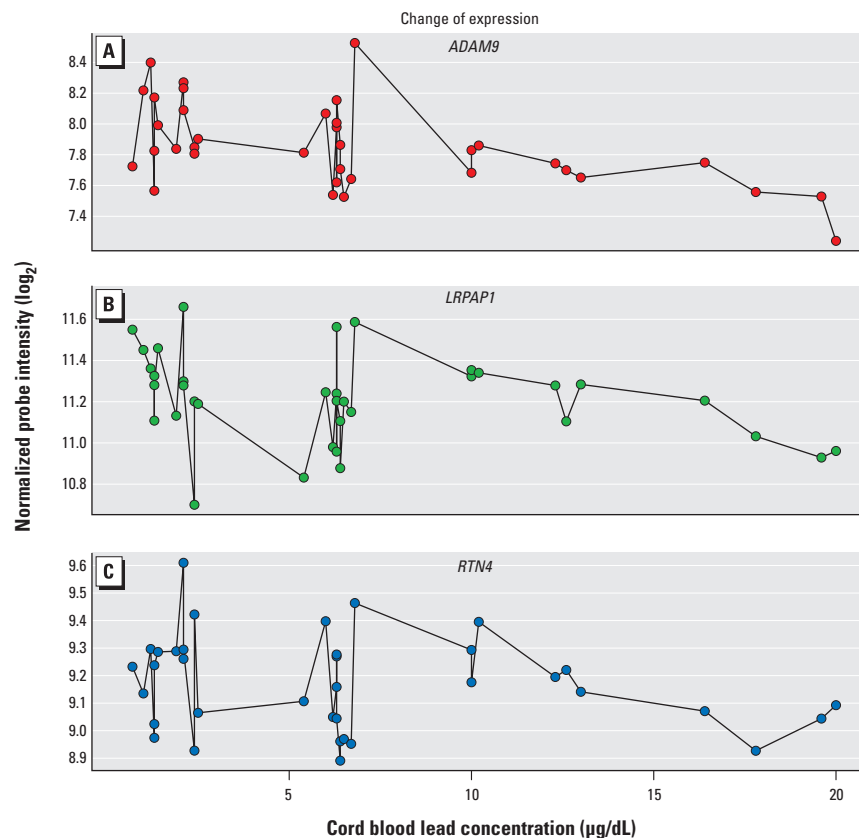 Change of expression
A
ADAM9
8.4
8.2
8.0
7.8
7.6
7.4
Normalized probe intensity (log2)
B
LRPAP1
11.6
11.4
11.2
11.0
10.8
C
RTN4
9.6
9.5
9.4
9.3
9.2
9.1
9.0
8.9
5 10 15 20
Cord blood lead concentration (µg/dL)